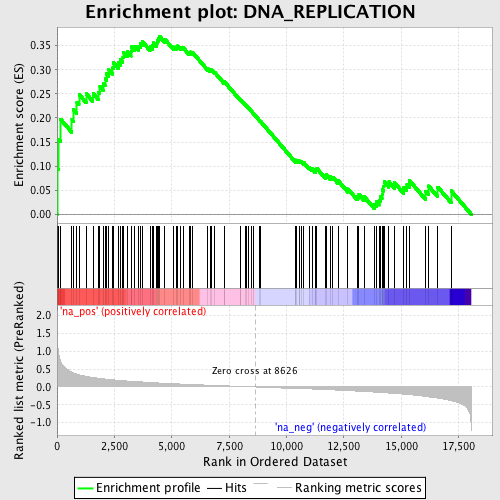 Enrichment plot: DNA_REPLICATION
Enrichment score (ES)
0.35
0.30
0.25
0.20
0.15
0.10
0.05
0.00
'na_pos' (positively correlated)
Ranked list metric (PreRanked)
2.0
1.5
1.0
0.5
0.0
-0.5
-1.0
Zero cross at 8626
'na_neg' (negatively correlated)
0
2,500
5,000
7,500
10,000
12,500
15,000
17,500
Rank in Ordered Dataset
Enrichment profile
Hits
Ranking metric scores